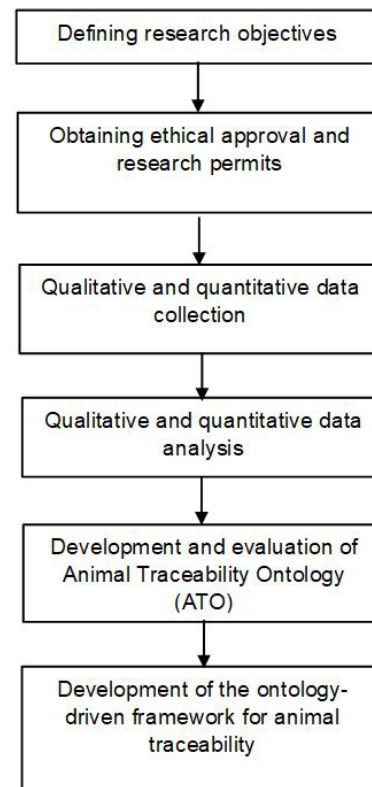 Defining research objectives
Obtaining ethical approval and
research permits
Qualitative and quantitative data
collection
Qualitative and quantitative data
analysis
Development and evaluation of
Animal Traceability Ontology
(ATO)
Development of the ontology-
driven framework for animal
traceability